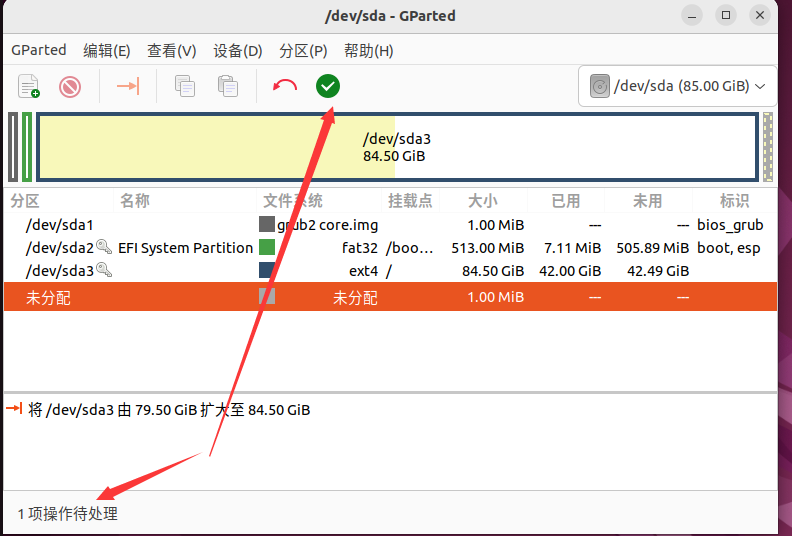 /dev/sda - GParted
GParted 编辑(E) 查看(V) 设备(D) 分区(P) 帮助(H)
/dev/sda (85.00 GiB)
/dev/sda3
84.50 GiB
分区 名称 文件系统 挂载点 大小 已用 未用 标识
/dev/sda1 grub2 core.img 1.00 MiB --- --- bios_grub
/dev/sda2 EFI System Partition fat32 /boo... 513.00 MiB 7.11 MiB 505.89 MiB boot, esp
/dev/sda3 ext4 / 84.50 GiB 42.00 GiB 42.49 GiB
未分配 未分配 1.00 MiB --- ---
将 /dev/sda3 由 79.50 GiB 扩大至 84.50 GiB
1 项操作待处理